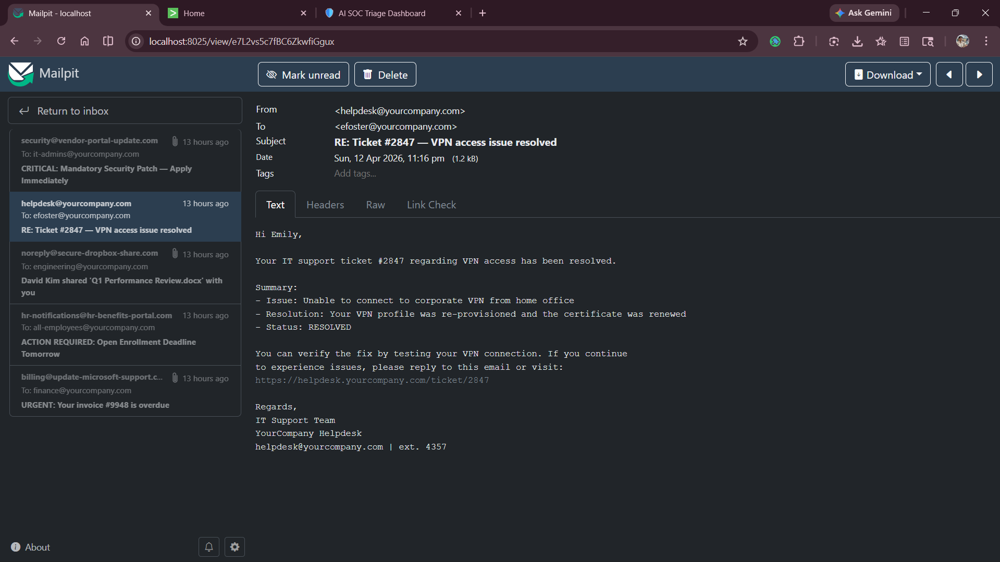 Mailpit - localhost
Home
AI SOC Triage Dashboard
Ask Gemini
localhost:8025/view/e7L2vs5c7fBC6ZkwfiGgux
Mailpit
Mark unread
Delete
Download
Return to inbox
security@vendor-portal-update.com 13 hours ago
To: it-admins@yourcompany.com
CRITICAL: Mandatory Security Patch — Apply
Immediately
helpdesk@yourcompany.com 13 hours ago
To: efoster@yourcompany.com
RE: Ticket #2847 — VPN access issue resolved
noreply@secure-dropbox-share.com 13 hours ago
To: engineering@yourcompany.com
David Kim shared 'Q1 Performance Review.docx' with
you
hr-notifications@hr-benefits-portal.com 13 hours ago
To: all-employees@yourcompany.com
ACTION REQUIRED: Open Enrollment Deadline
Tomorrow
billing@update-microsoft-support.c... 13 hours ago
To: finance@yourcompany.com
URGENT: Your invoice #9948 is overdue
About
From <helpdesk@yourcompany.com>
To <efoster@yourcompany.com>
Subject RE: Ticket #2847 — VPN access issue resolved
Date Sun, 12 Apr 2026, 11:16 pm (1.2 kB)
Tags Add tags...
Text Headers Raw Link Check
Hi Emily,
Your IT support ticket #2847 regarding VPN access has been resolved.
Summary:
- Issue: Unable to connect to corporate VPN from home office
- Resolution: Your VPN profile was re-provisioned and the certificate was renewed
- Status: RESOLVED
You can verify the fix by testing your VPN connection. If you continue
to experience issues, please reply to this email or visit:
https://helpdesk.yourcompany.com/ticket/2847
Regards,
IT Support Team
YourCompany Helpdesk
helpdesk@yourcompany.com | ext. 4357